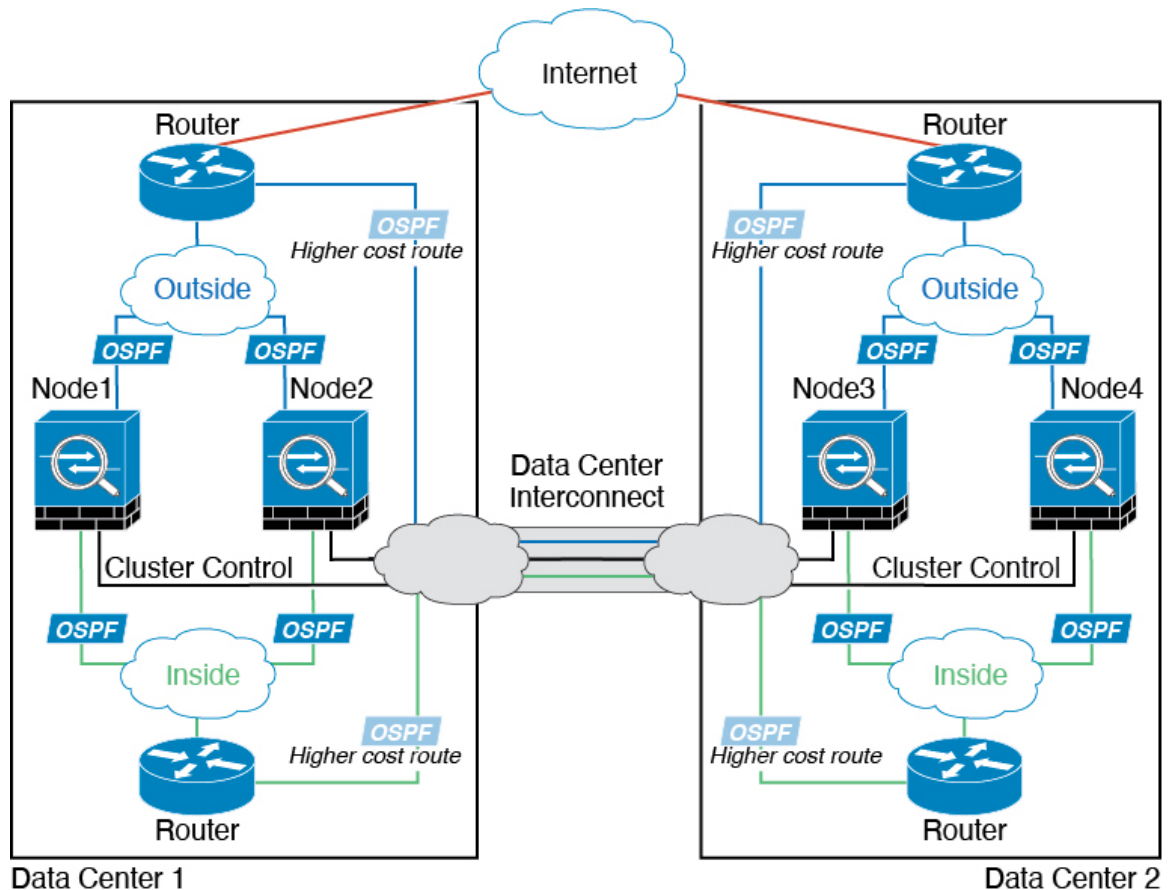 Internet
Router
Router
OSPF
Higher cost route
OSPF
Higher cost route
Outside
Outside
OSPF
OSPF
OSPF
OSPF
Node1
Node2
Node3
Node4
Data Center
Interconnect
Cluster Control
Cluster Control
OSPF
OSPF
OSPF
OSPF
Inside
Inside
OSPF
Higher cost route
OSPF
Higher cost route
Router
Router
Data Center 1
Data Center 2